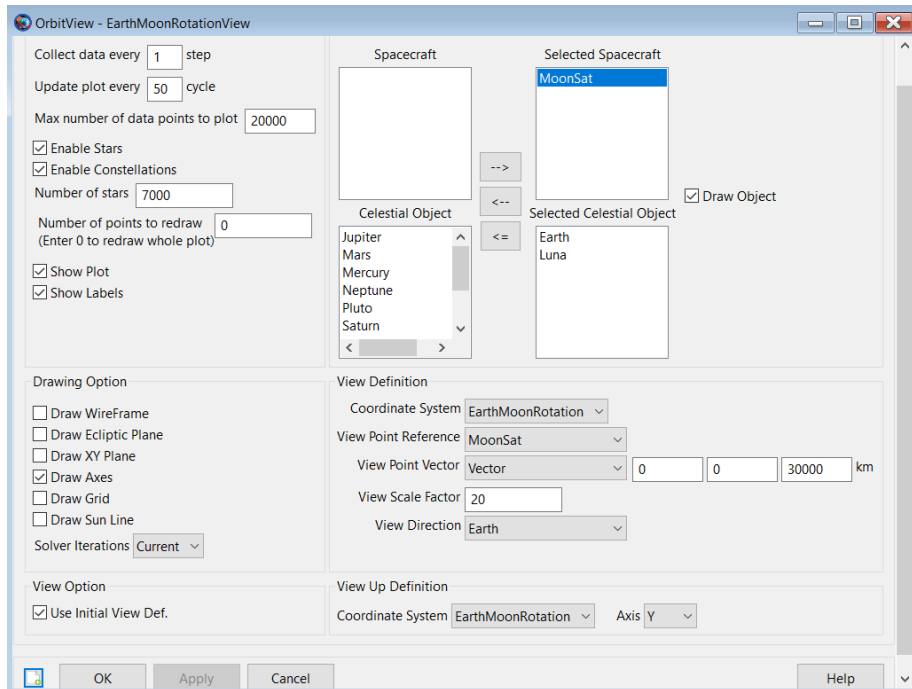 OrbitView - EarthMoonRotationView
Collect data every 1 step
Update plot every 50 cycle
Max number of data points to plot 20000
Enable Stars
Enable Constellations
Number of stars 7000
Number of points to redraw 0
(Enter 0 to redraw whole plot)
Show Plot
Show Labels
Spacecraft
Selected Spacecraft
MoonSat
-->
<--
<=
Draw Object
Celestial Object
Jupiter
Mars
Mercury
Neptune
Pluto
Saturn
Selected Celestial Object
Earth
Luna
Drawing Option
Draw WireFrame
Draw Ecliptic Plane
Draw XY Plane
Draw Axes
Draw Grid
Draw Sun Line
Solver Iterations Current
View Definition
Coordinate System EarthMoonRotation
View Point Reference MoonSat
View Point Vector Vector 0 0 30000 km
View Scale Factor 20
View Direction Earth
View Option
Use Initial View Def.
View Up Definition
Coordinate System EarthMoonRotation Axis Y
OK Apply Cancel Help